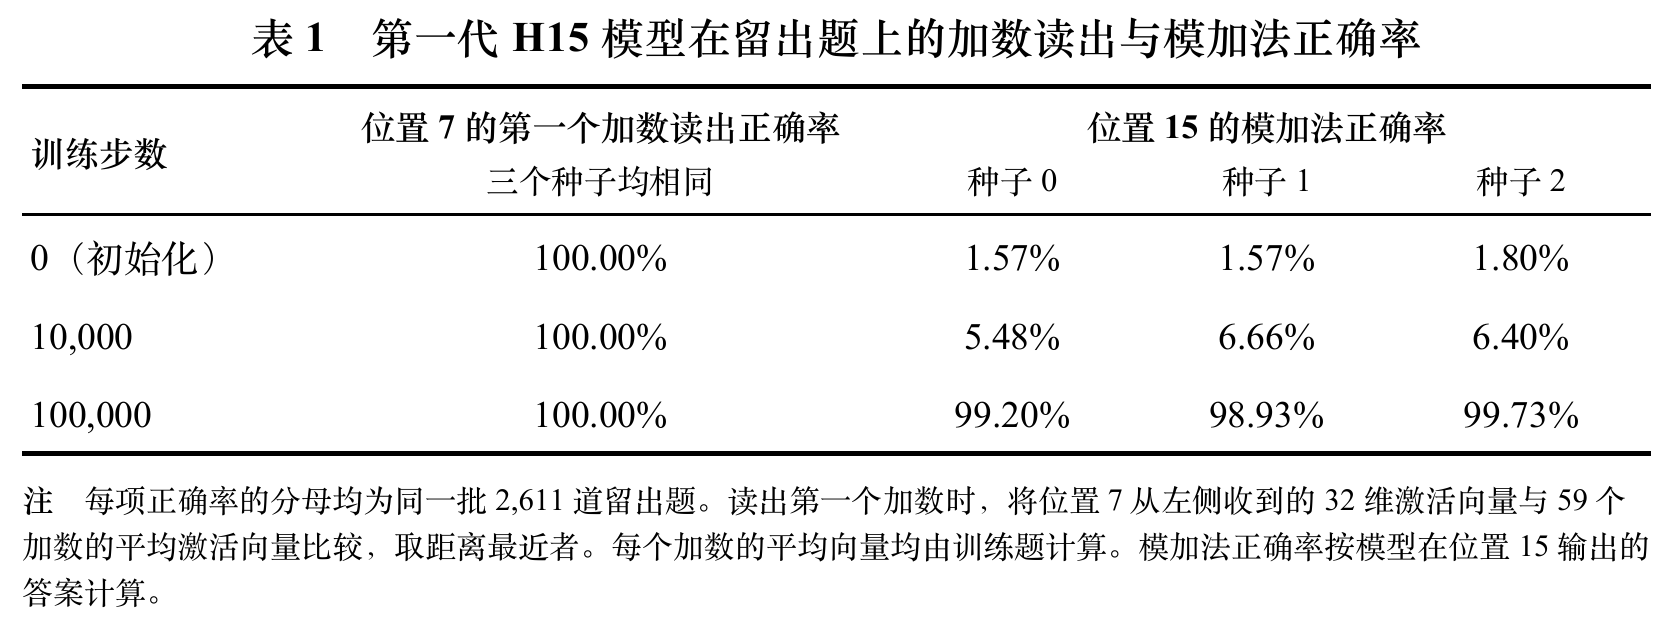 表 1 第一代 H15 模型在留出题上的加数读出与模加法正确率
训练步数 位置 7 的第一个加数读出正确率 位置 15 的模加法正确率
三个种子均相同 种子 0 种子 1 种子 2
0（初始化） 100.00% 1.57% 1.57% 1.80%
10,000 100.00% 5.48% 6.66% 6.40%
100,000 100.00% 99.20% 98.93% 99.73%
注 每项正确率的分母均为同一批 2,611 道留出题。读出第一个加数时，将位置 7 从左侧收到的 32 维激活向量与 59 个
加数的平均激活向量比较，取距离最近者。每个加数的平均向量均由训练题计算。模加法正确率按模型在位置 15 输出的
答案计算。